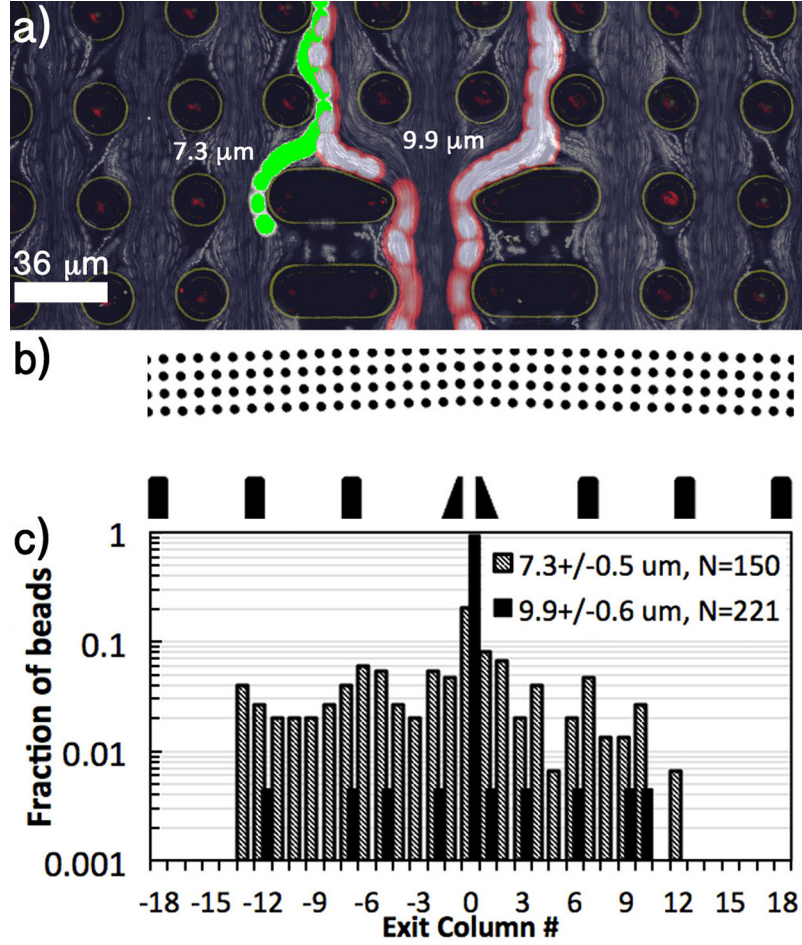 a)
7.3 μm
9.9 μm
36 μm
b)
c)
Fraction of beads
1
0.1
0.01
0.001
7.3+/-0.5 um, N=150
9.9+/-0.6 um, N=221
-18 -15 -12 -9 -6 -3 0 3 6 9 12 15 18
Exit Column #